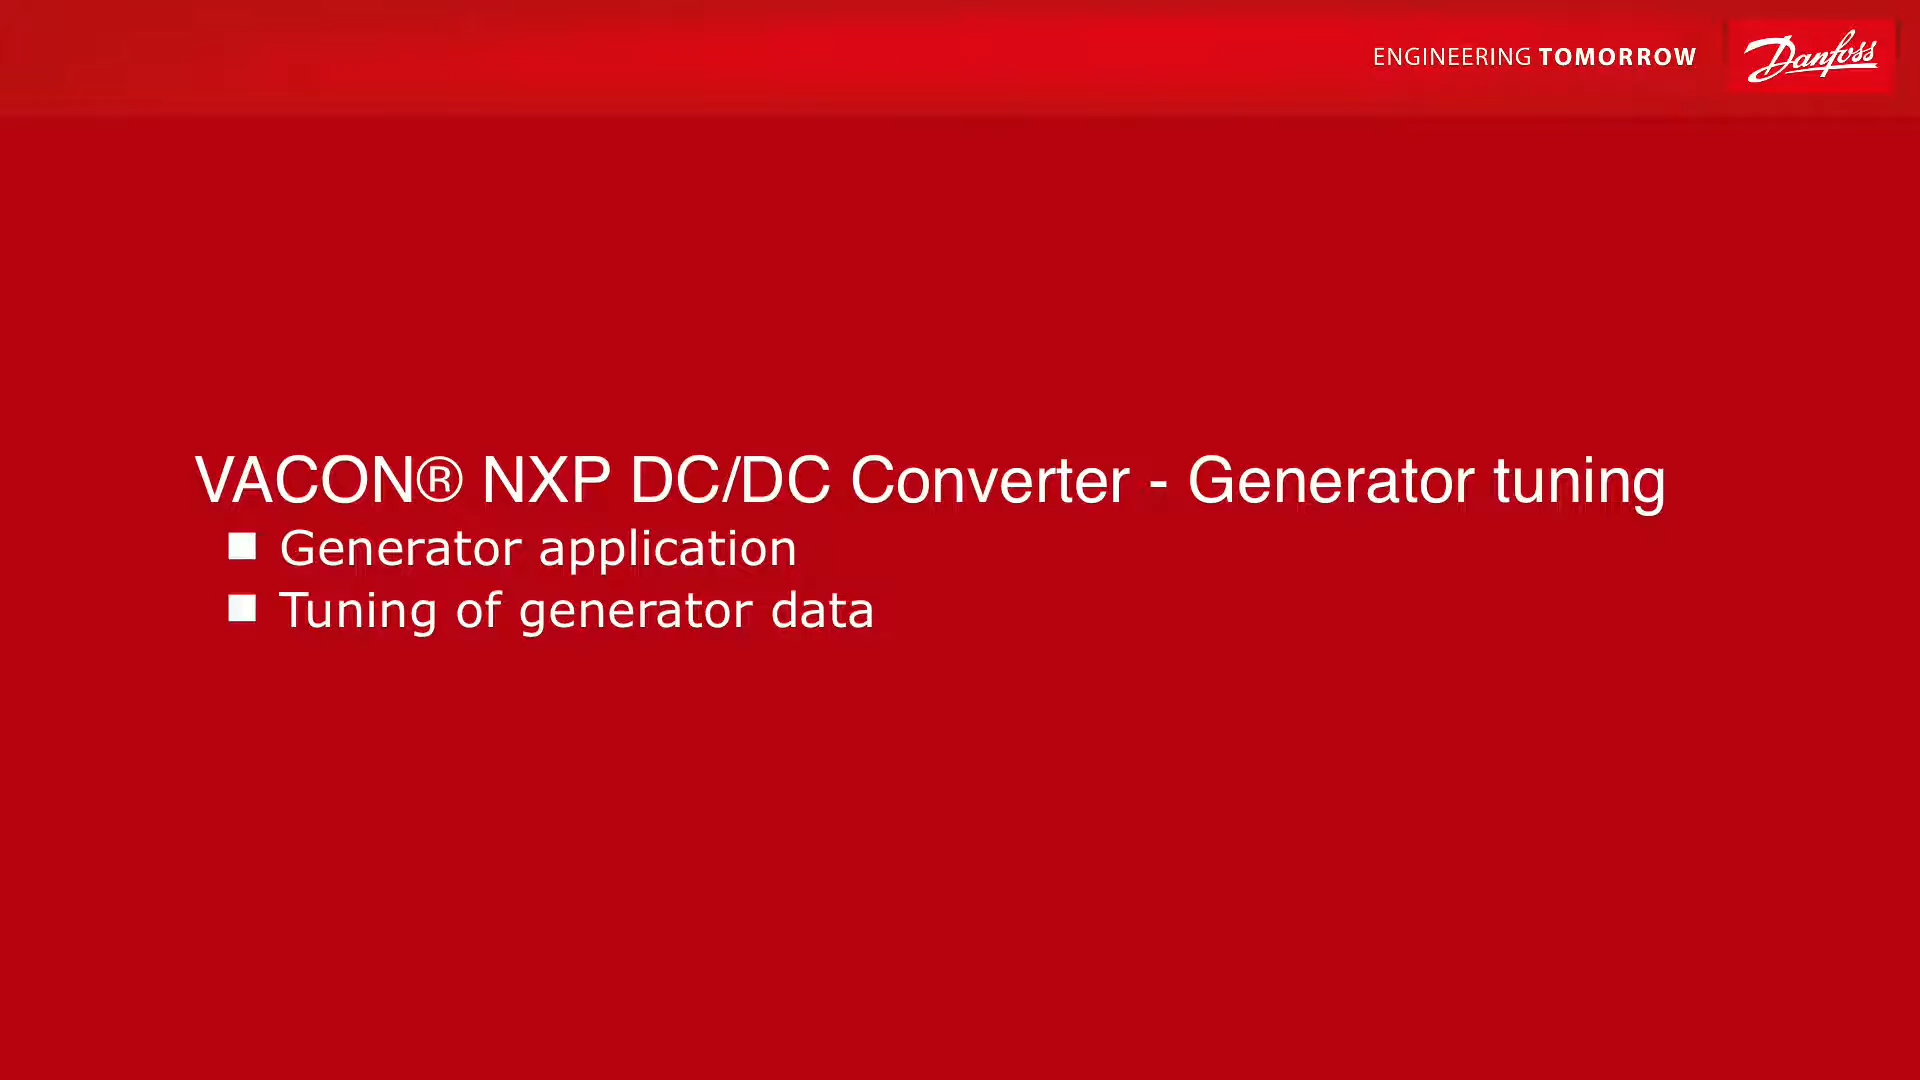 ENGINEERING TOMORROW
Danfoss
VACON® NXP DC/DC Converter - Generator tuning
Generator application
Tuning of generator data